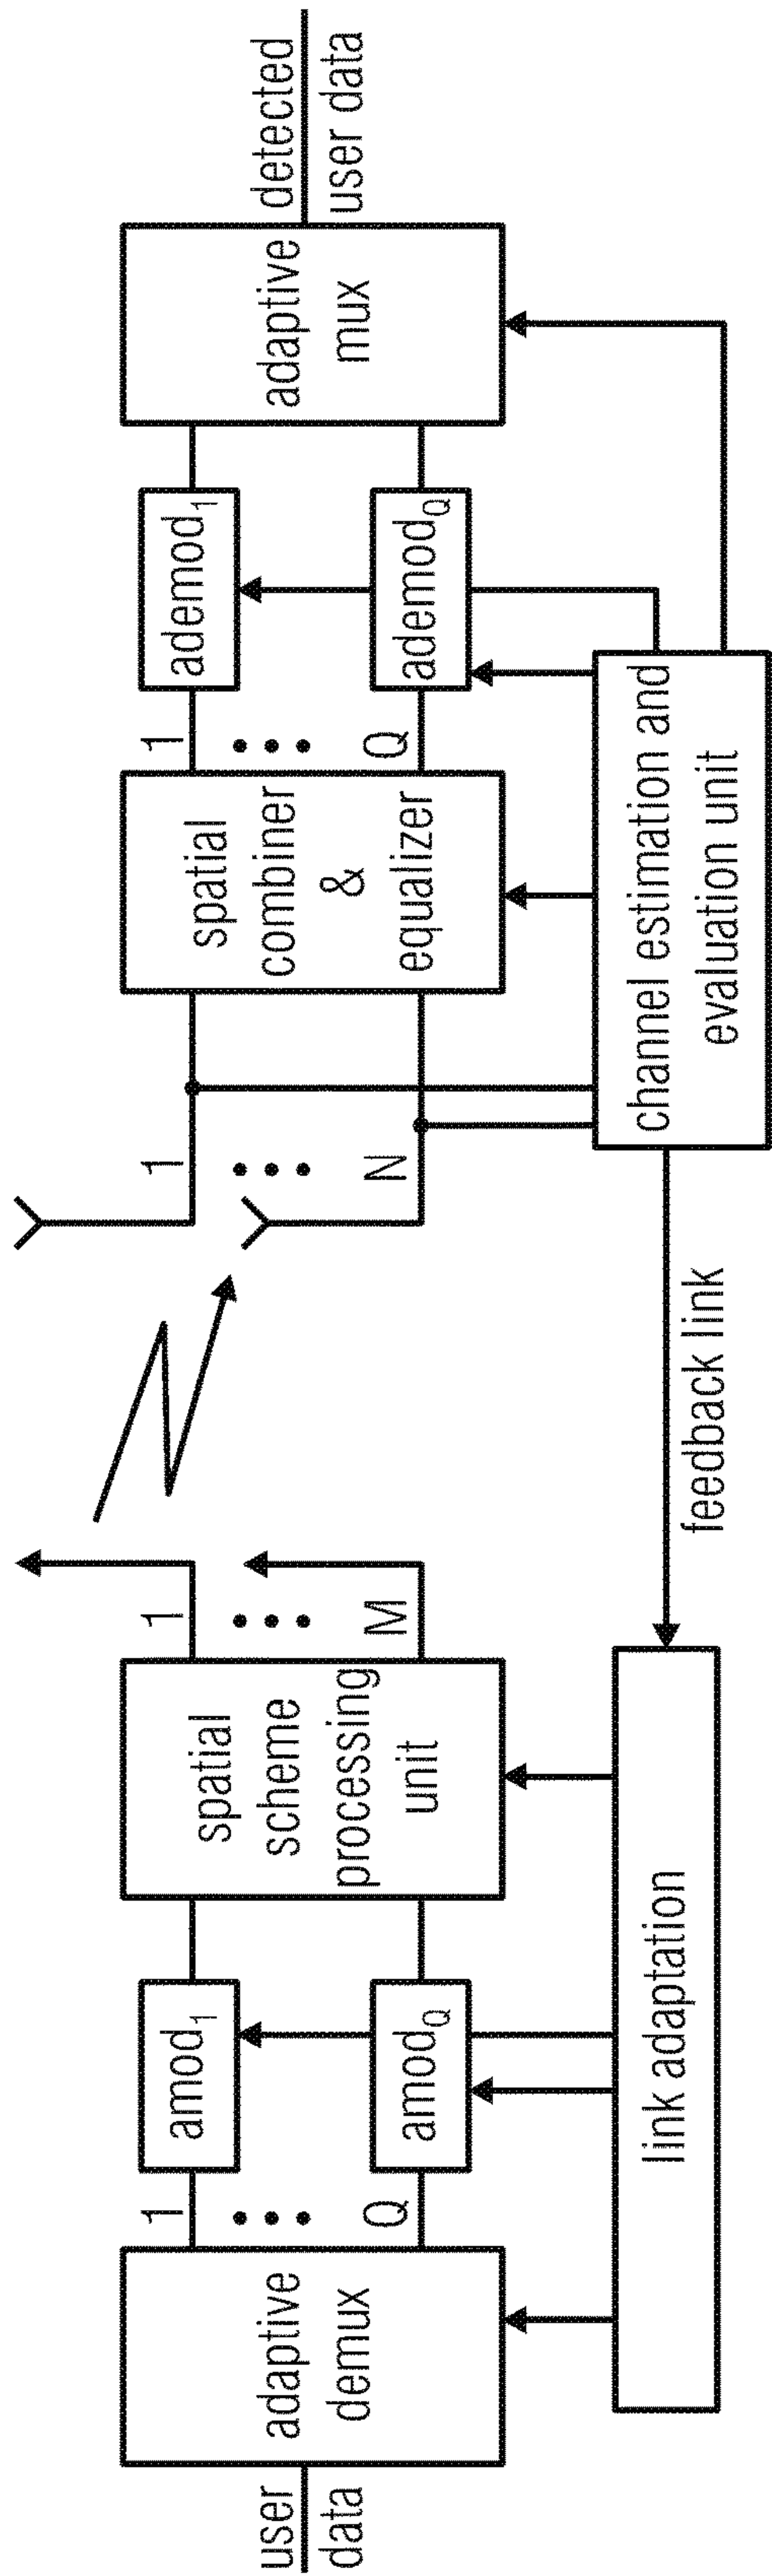 user
data
adaptive
demux
1
Q
amod1
amodQ
spatial
scheme
processing
unit
1
M
link adaptation
feedback link
1
N
spatial
combiner
&
equalizer
1
Q
ademod1
ademodQ
adaptive
mux
detected
user data
channel estimation and
evaluation unit